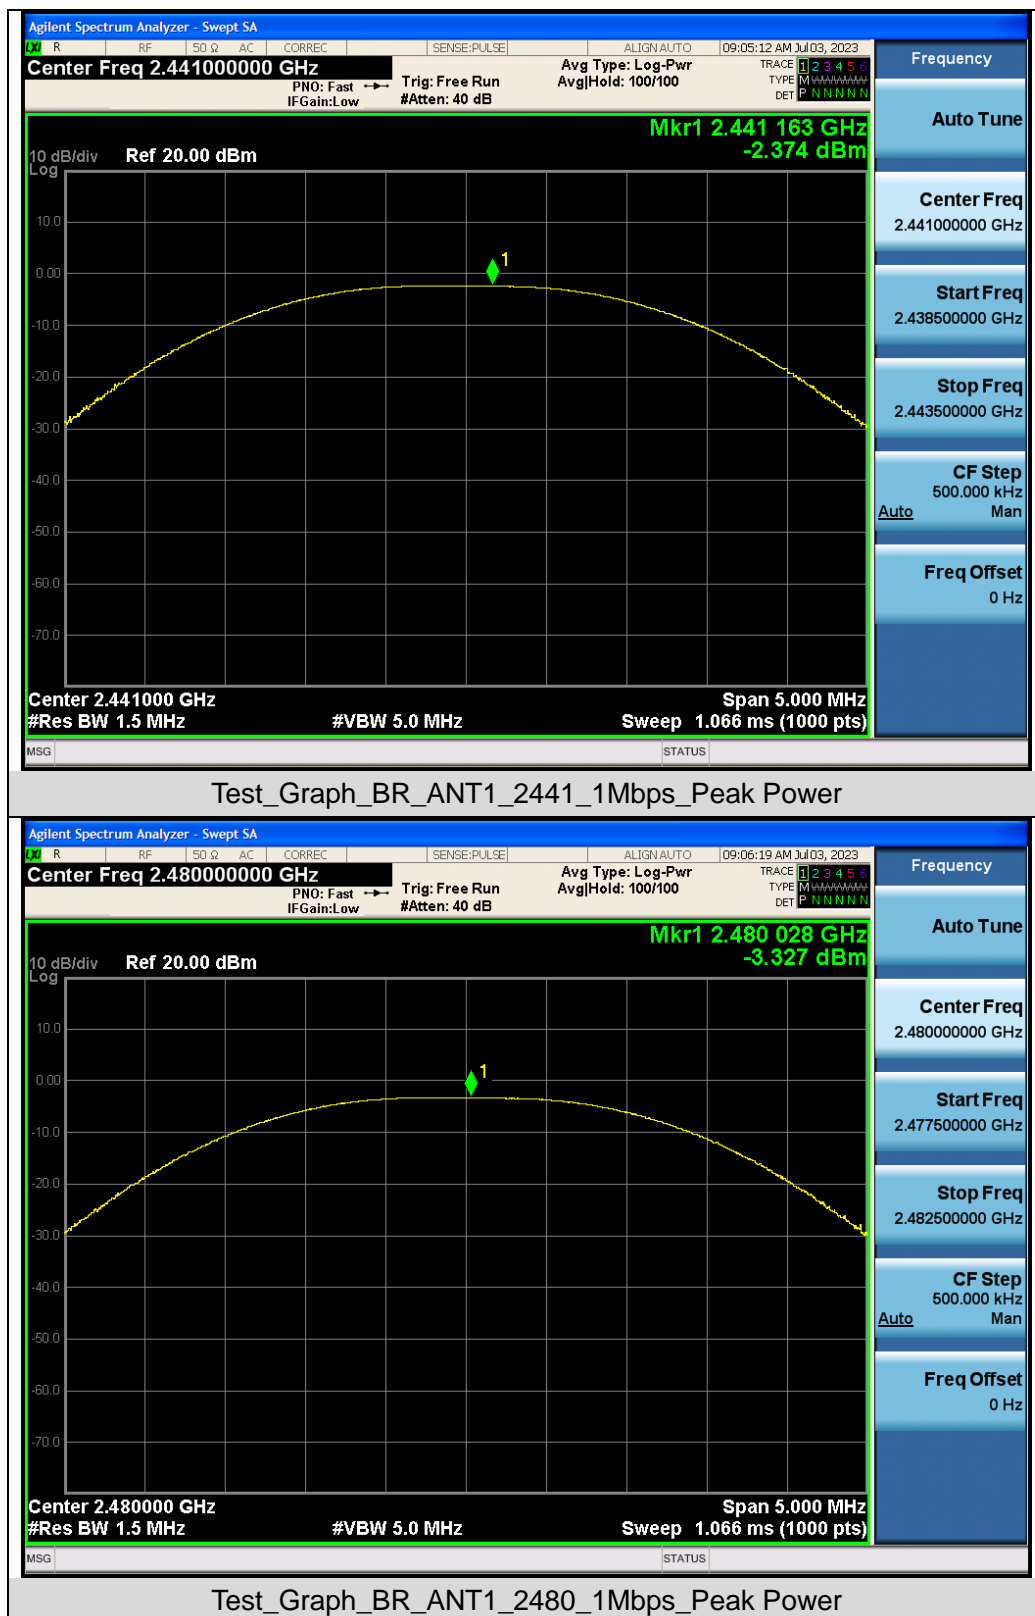 Agilent Spectrum Analyzer - Swept SA
LXI R RF 50 Ω AC CORREC SENSE:PULSE ALIGN AUTO 09:05:12 AM Jul 03, 2023
Center Freq 2.441000000 GHz
PNO: Fast
IFGain:Low
Trig: Free Run
#Atten: 40 dB
Avg Type: Log-Pwr
Avg|Hold: 100/100
TRACE 1 2 3 4 5 6
TYPE M
DET P N N N N N
Frequency
Mkr1 2.441 163 GHz
-2.374 dBm
10 dB/div Ref 20.00 dBm
Log
10.0
0.00
-10.0
-20.0
-30.0
-40.0
-50.0
-60.0
-70.0
1
Center 2.441000 GHz Span 5.000 MHz
#Res BW 1.5 MHz #VBW 5.0 MHz Sweep 1.066 ms (1000 pts)
Auto Tune
Center Freq
2.441000000 GHz
Start Freq
2.438500000 GHz
Stop Freq
2.443500000 GHz
CF Step
500.000 kHz
Auto Man
Freq Offset
0 Hz
MSG STATUS
Test_Graph_BR_ANT1_2441_1Mbps_Peak Power
Agilent Spectrum Analyzer - Swept SA
LXI R RF 50 Ω AC CORREC SENSE:PULSE ALIGN AUTO 09:06:19 AM Jul 03, 2023
Center Freq 2.480000000 GHz
PNO: Fast
IFGain:Low
Trig: Free Run
#Atten: 40 dB
Avg Type: Log-Pwr
Avg|Hold: 100/100
TRACE 1 2 3 4 5 6
TYPE M
DET P N N N N N
Frequency
Mkr1 2.480 028 GHz
-3.327 dBm
10 dB/div Ref 20.00 dBm
Log
10.0
0.00
-10.0
-20.0
-30.0
-40.0
-50.0
-60.0
-70.0
1
Center 2.480000 GHz Span 5.000 MHz
#Res BW 1.5 MHz #VBW 5.0 MHz Sweep 1.066 ms (1000 pts)
Auto Tune
Center Freq
2.480000000 GHz
Start Freq
2.477500000 GHz
Stop Freq
2.482500000 GHz
CF Step
500.000 kHz
Auto Man
Freq Offset
0 Hz
MSG STATUS
Test_Graph_BR_ANT1_2480_1Mbps_Peak Power